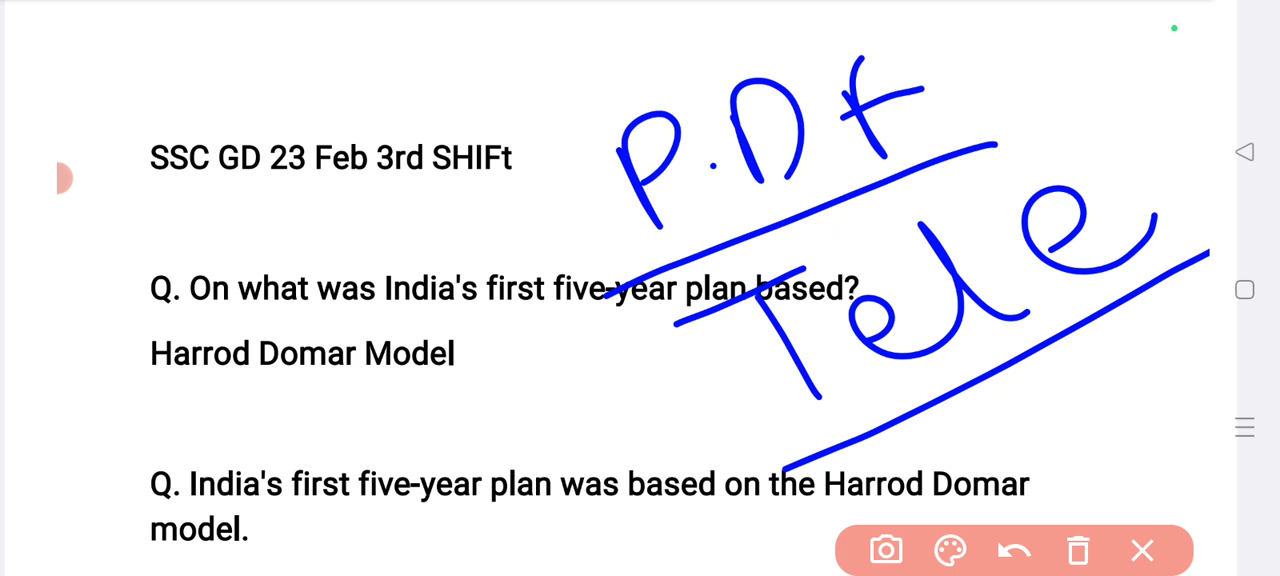 SSC GD 23 Feb 3rd SHIFt
P.Df
Q. On what was India's first five-year plan based?
Tele
Harrod Domar Model
Q. India's first five-year plan was based on the Harrod Domar
model.